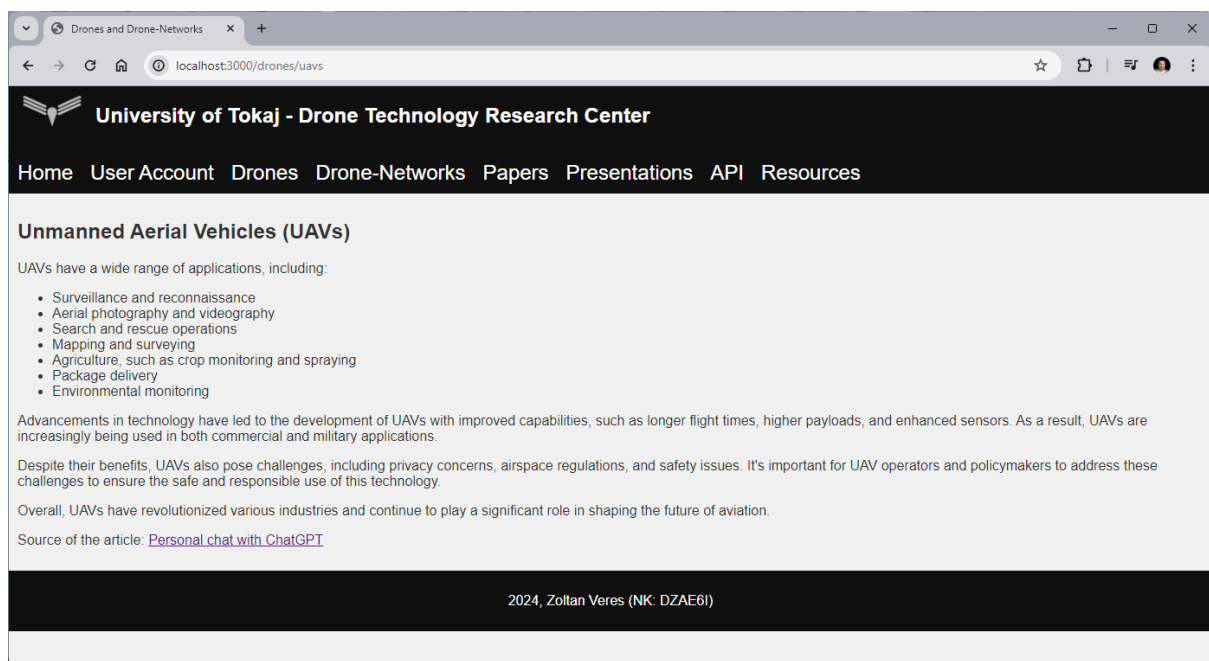 Drones and Drone-Networks
localhost:3000/drones/uavs
University of Tokaj - Drone Technology Research Center
Home User Account Drones Drone-Networks Papers Presentations API Resources
Unmanned Aerial Vehicles (UAVs)
UAVs have a wide range of applications, including:
• Surveillance and reconnaissance
• Aerial photography and videography
• Search and rescue operations
• Mapping and surveying
• Agriculture, such as crop monitoring and spraying
• Package delivery
• Environmental monitoring
Advancements in technology have led to the development of UAVs with improved capabilities, such as longer flight times, higher payloads, and enhanced sensors. As a result, UAVs are
increasingly being used in both commercial and military applications.
Despite their benefits, UAVs also pose challenges, including privacy concerns, airspace regulations, and safety issues. It's important for UAV operators and policymakers to address these
challenges to ensure the safe and responsible use of this technology.
Overall, UAVs have revolutionized various industries and continue to play a significant role in shaping the future of aviation.
Source of the article: Personal chat with ChatGPT
2024, Zoltan Veres (NK: DZAE6I)